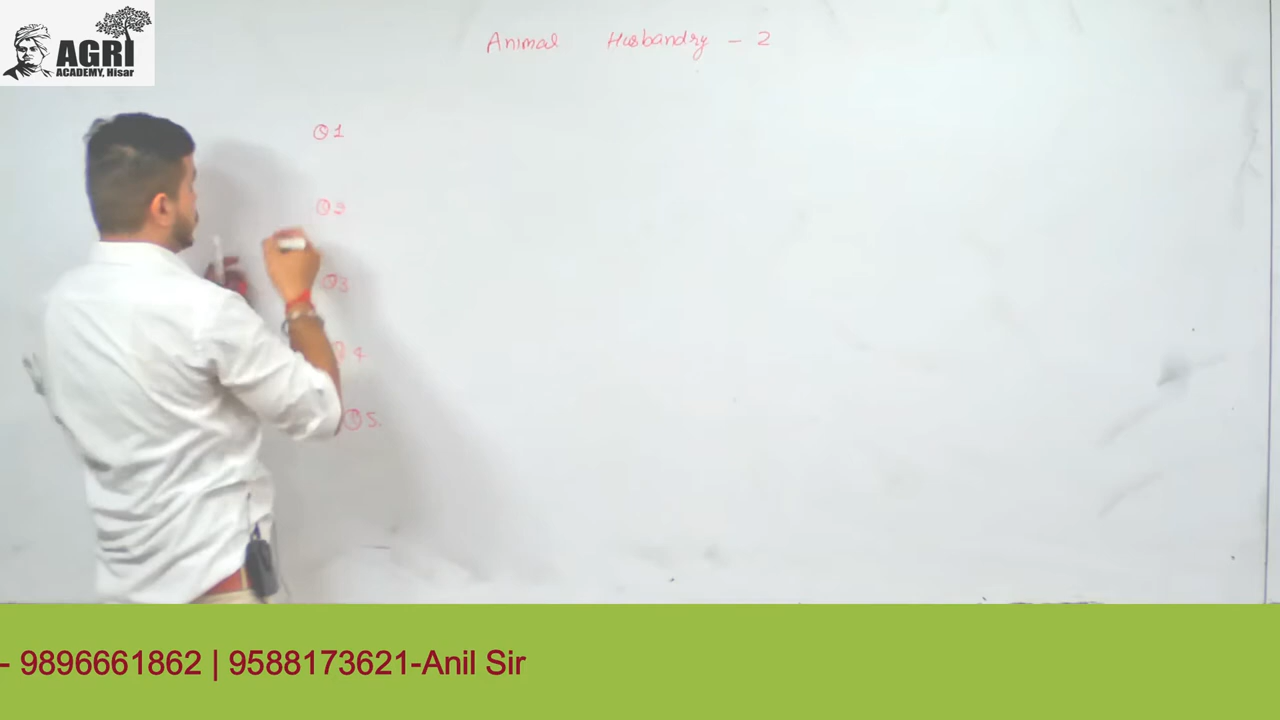 AGRI
ACADEMY, Hisar
Animal Husbandry - 2
Q1
Q2
Q3
Q4
Q5.
- 9896661862 | 9588173621-Anil Sir